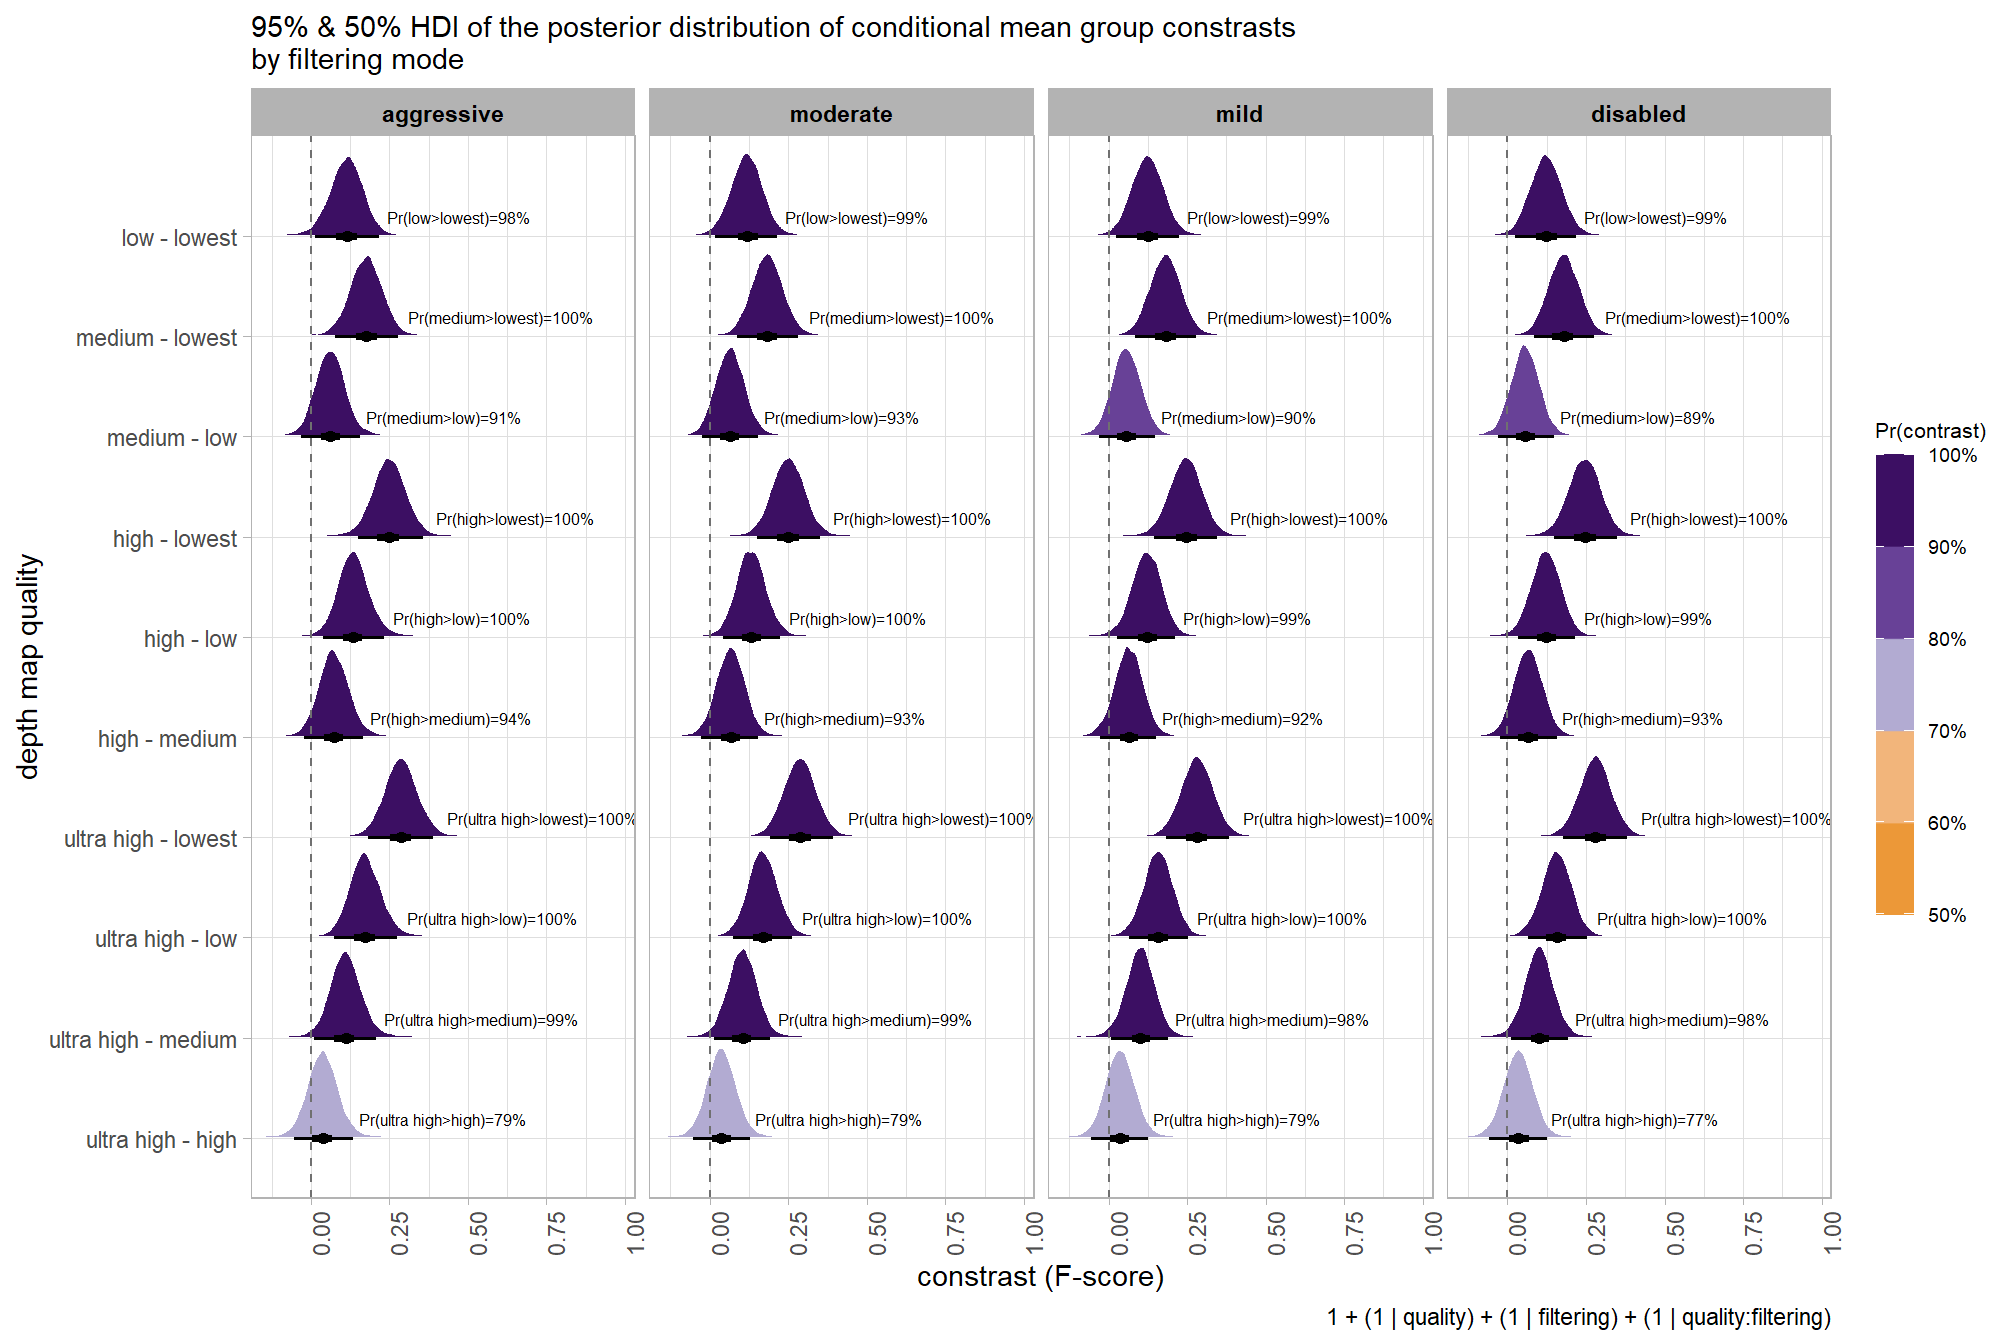 95% & 50% HDI of the posterior distribution of conditional mean group constrasts
by filtering mode
aggressive moderate mild disabled
low - lowest Pr(low>lowest)=98% Pr(low>lowest)=99% Pr(low>lowest)=99% Pr(low>lowest)=99%
medium - lowest Pr(medium>lowest)=100% Pr(medium>lowest)=100% Pr(medium>lowest)=100% Pr(medium>lowest)=100%
medium - low Pr(medium>low)=91% Pr(medium>low)=93% Pr(medium>low)=90% Pr(medium>low)=89%
high - lowest Pr(high>lowest)=100% Pr(high>lowest)=100% Pr(high>lowest)=100% Pr(high>lowest)=100%
high - low Pr(high>low)=100% Pr(high>low)=100% Pr(high>low)=99% Pr(high>low)=99%
high - medium Pr(high>medium)=94% Pr(high>medium)=93% Pr(high>medium)=92% Pr(high>medium)=93%
ultra high - lowest Pr(ultra high>lowest)=100% Pr(ultra high>lowest)=100% Pr(ultra high>lowest)=100% Pr(ultra high>lowest)=100%
ultra high - low Pr(ultra high>low)=100% Pr(ultra high>low)=100% Pr(ultra high>low)=100% Pr(ultra high>low)=100%
ultra high - medium Pr(ultra high>medium)=99% Pr(ultra high>medium)=99% Pr(ultra high>medium)=98% Pr(ultra high>medium)=98%
ultra high - high Pr(ultra high>high)=79% Pr(ultra high>high)=79% Pr(ultra high>high)=79% Pr(ultra high>high)=77%
depth map quality
0.00 0.25 0.50 0.75 1.00 0.00 0.25 0.50 0.75 1.00 0.00 0.25 0.50 0.75 1.00 0.00 0.25 0.50 0.75 1.00
constrast (F-score)
1 + (1 | quality) + (1 | filtering) + (1 | quality:filtering)
Pr(contrast)
100%
90%
80%
70%
60%
50%